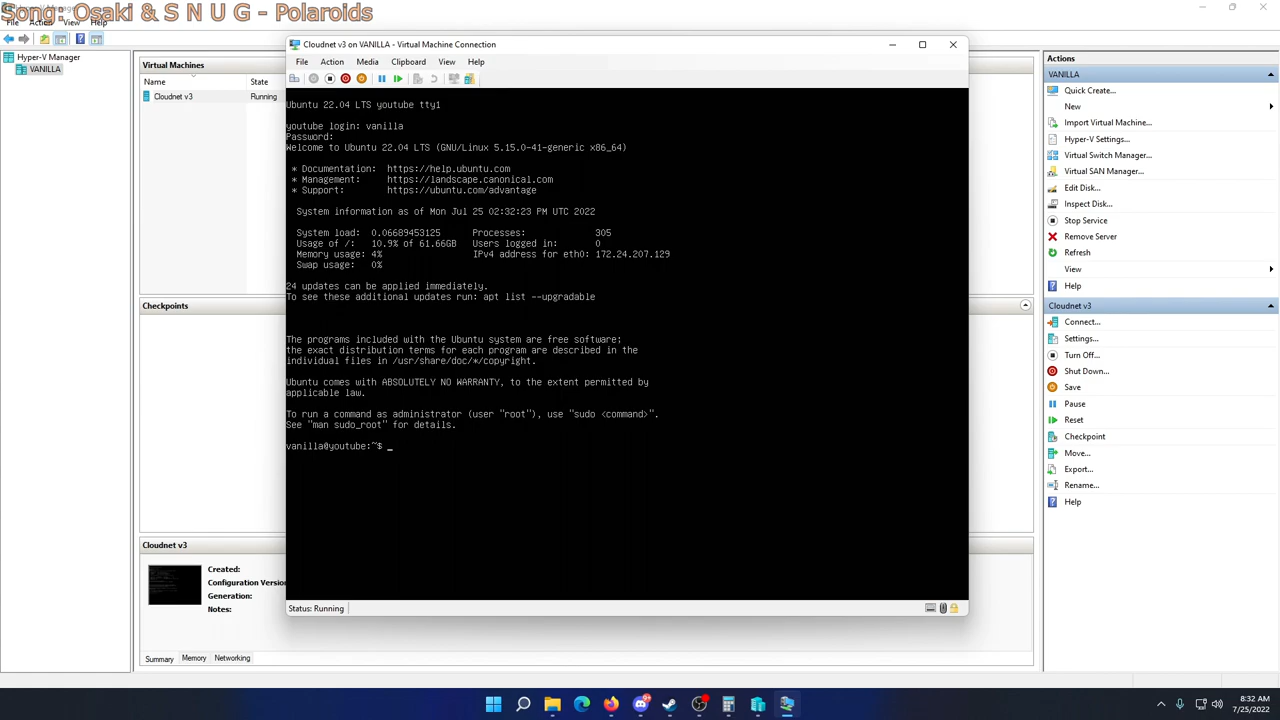 Song: Osaki & S N U G - Polaroids
File Action View Help
Hyper-V Manager
VANILLA
Virtual Machines
Name State
Cloudnet v3 Running
Checkpoints
Cloudnet v3
Created:
Configuration Versio
Generation:
Notes:
Summary Memory Networking
Cloudnet v3 on VANILLA - Virtual Machine Connection
File Action Media Clipboard View Help
Ubuntu 22.04 LTS youtube tty1
youtube login: vanilla
Password:
Welcome to Ubuntu 22.04 LTS (GNU/Linux 5.15.0-41-generic x86_64)
* Documentation: https://help.ubuntu.com
* Management: https://landscape.canonical.com
* Support: https://ubuntu.com/advantage
System information as of Mon Jul 25 02:32:23 PM UTC 2022
System load: 0.06689453125 Processes: 305
Usage of /: 10.9% of 61.66GB Users logged in: 0
Memory usage: 4% IPv4 address for eth0: 172.24.207.129
Swap usage: 0%
24 updates can be applied immediately.
To see these additional updates run: apt list --upgradable
The programs included with the Ubuntu system are free software;
the exact distribution terms for each program are described in the
individual files in /usr/share/doc/*/copyright.
Ubuntu comes with ABSOLUTELY NO WARRANTY, to the extent permitted by
applicable law.
To run a command as administrator (user "root"), use "sudo <command>".
See "man sudo_root" for details.
vanilla@youtube:~$ _
Status: Running
Actions
VANILLA
Quick Create...
New
Import Virtual Machine...
Hyper-V Settings...
Virtual Switch Manager...
Virtual SAN Manager...
Edit Disk...
Inspect Disk...
Stop Service
Remove Server
Refresh
View
Help
Cloudnet v3
Connect...
Settings...
Turn Off...
Shut Down...
Save
Pause
Reset
Checkpoint
Move...
Export...
Rename...
Help
8:32 AM
7/25/2022